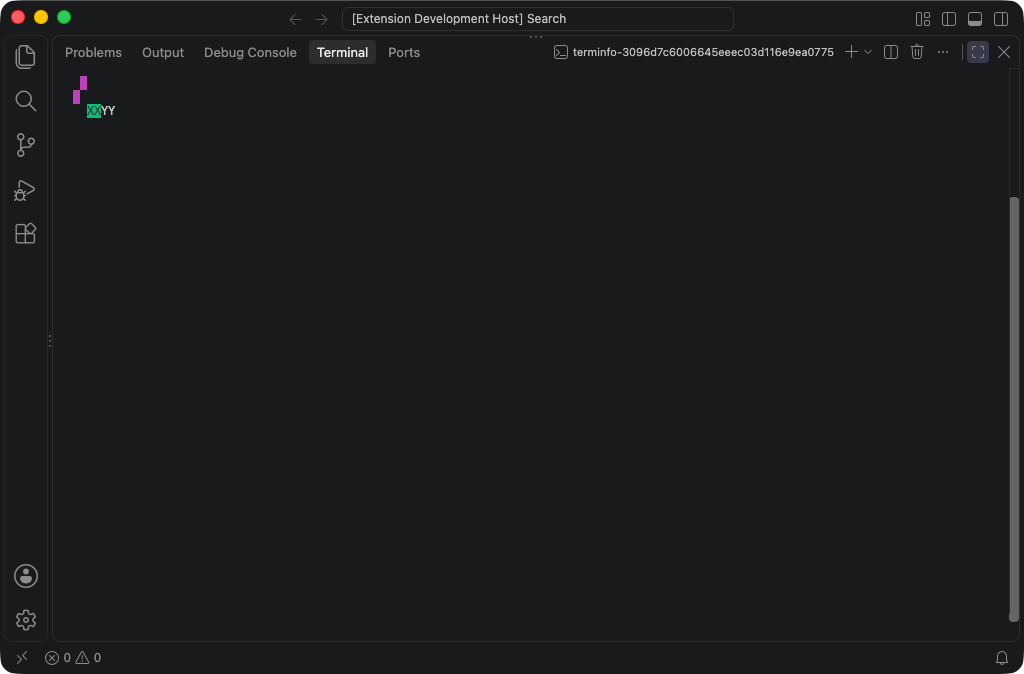 [Extension Development Host] Search
Problems Output Debug Console Terminal Ports
terminfo-3096d7c6006645eeec03d116e9ea0775
XXYY
0 0